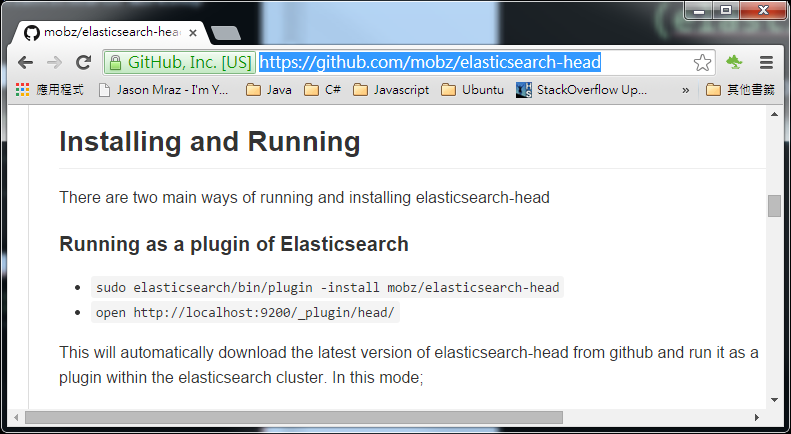 mobz/elasticsearch-hea
GitHub, Inc. [US] https://github.com/mobz/elasticsearch-head
應用程式 Jason Mraz - I'm Y... Java C# Javascript Ubuntu StackOverflow Up... » 其他書籤
Installing and Running
There are two main ways of running and installing elasticsearch-head
Running as a plugin of Elasticsearch
• sudo elasticsearch/bin/plugin -install mobz/elasticsearch-head
• open http://localhost:9200/_plugin/head/
This will automatically download the latest version of elasticsearch-head from github and run it as a
plugin within the elasticsearch cluster. In this mode;